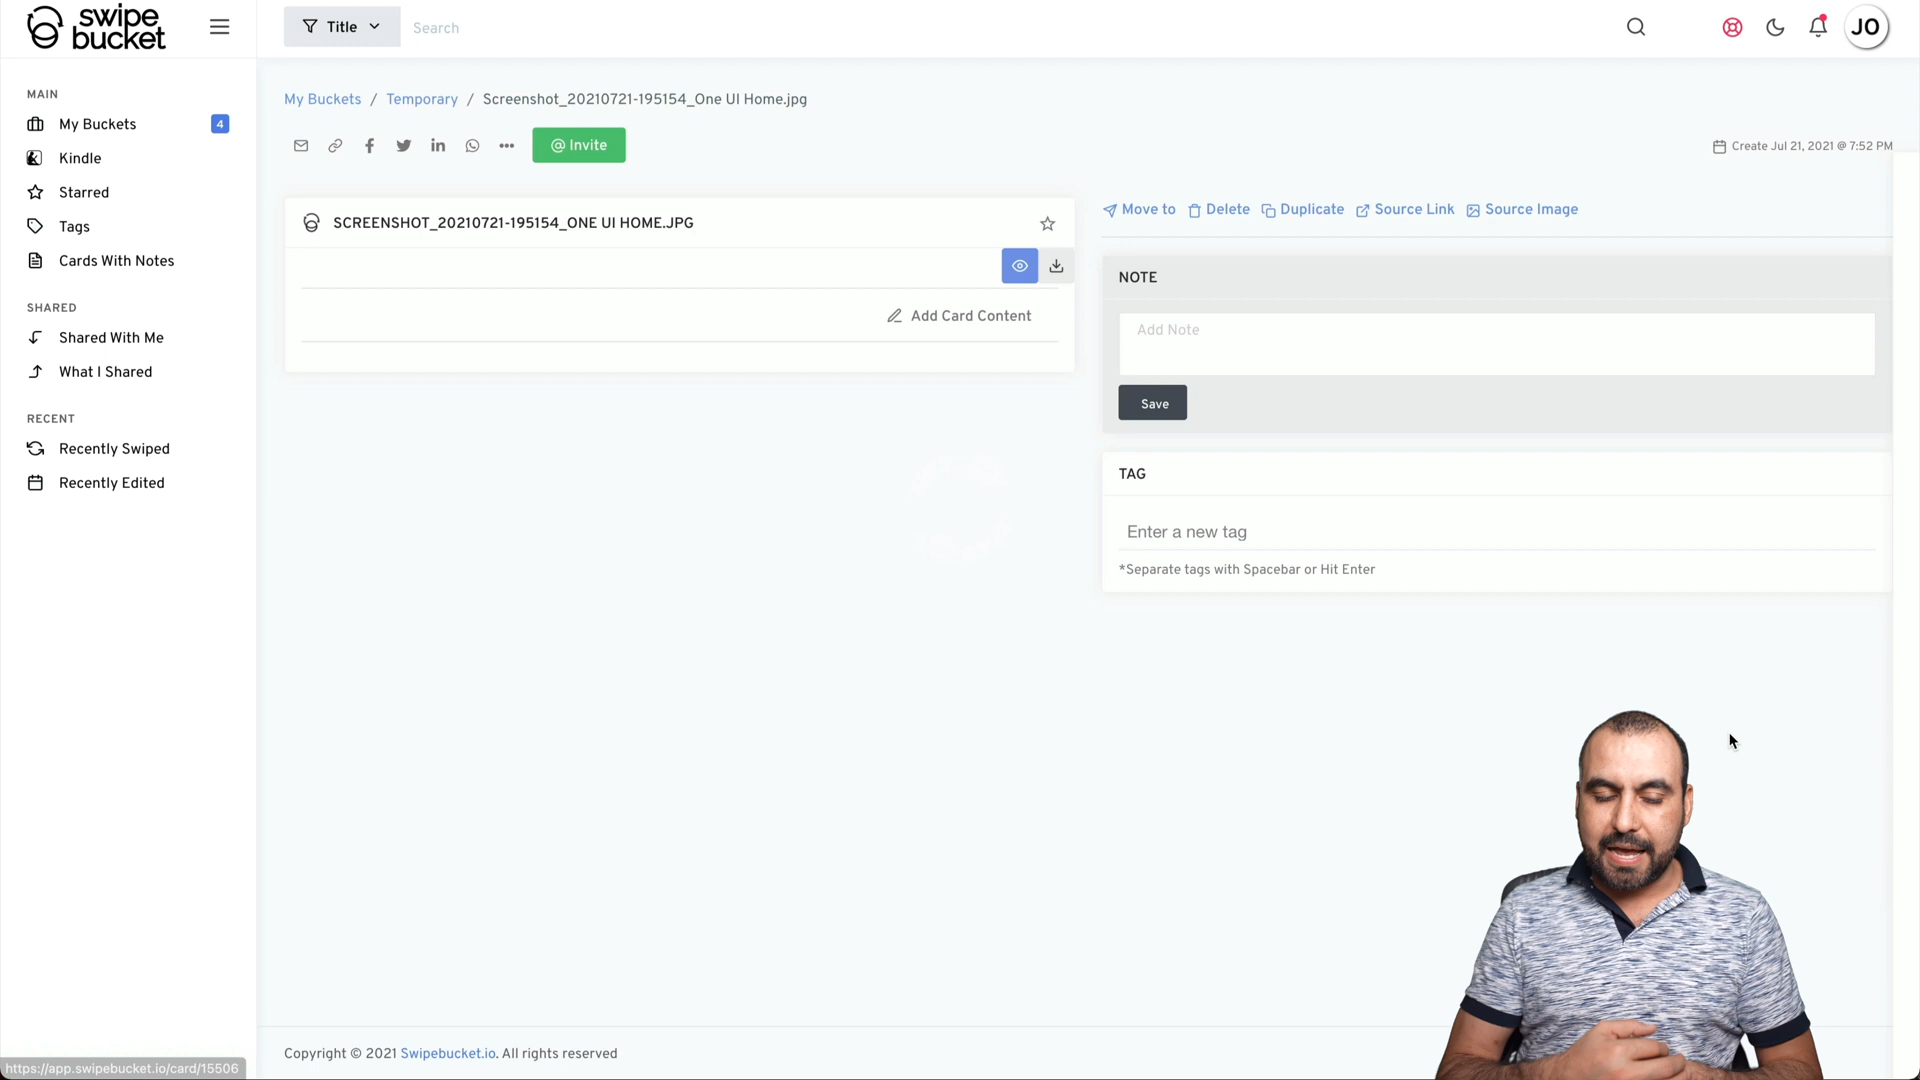 swipe
bucket
Title
Search
JO
MAIN
My Buckets
4
Kindle
Starred
Tags
Cards With Notes
SHARED
Shared With Me
What I Shared
RECENT
Recently Swiped
Recently Edited
My Buckets / Temporary / Screenshot_20210721-195154_One UI Home.jpg
@ Invite
Create Jul 21, 2021 @ 7:52 PM
SCREENSHOT_20210721-195154_ONE UI HOME.JPG
Add Card Content
Move to Delete Duplicate Source Link Source Image
NOTE
Add Note
Save
TAG
Enter a new tag
*Separate tags with Spacebar or Hit Enter
Copyright © 2021 Swipebucket.io. All rights reserved
https://app.swipebucket.io/card/15506